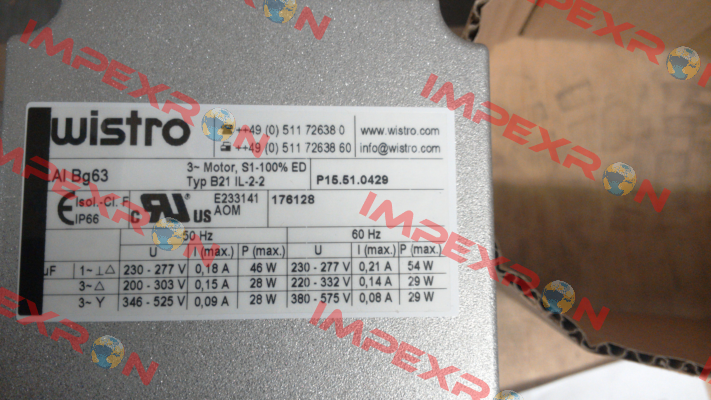 wistro
++49 (0) 511 72638 0
www.wistro.com
++49 (0) 511 72638 60
info@wistro.com
AI Bg63
3~ Motor, S1-100% ED
Typ B21 IL-2-2
P15.51.0429
CE Isol.-Cl. F
IP66
C RU US
E233141
AOM
176128
50 Hz 60 Hz
U I (max.) P (max.) U I (max.) P (max.)
µF 1~ ⊥ △ 230 - 277 V 0,18 A 46 W 230 - 277 V 0,21 A 54 W
3~ △ 200 - 303 V 0,15 A 28 W 220 - 332 V 0,14 A 29 W
3~ Y 346 - 525 V 0,09 A 28 W 380 - 575 V 0,08 A 29 W
IMPEXRON
IMPEXRON
IMPEXRON
IMPEXRON
IMPEXRON